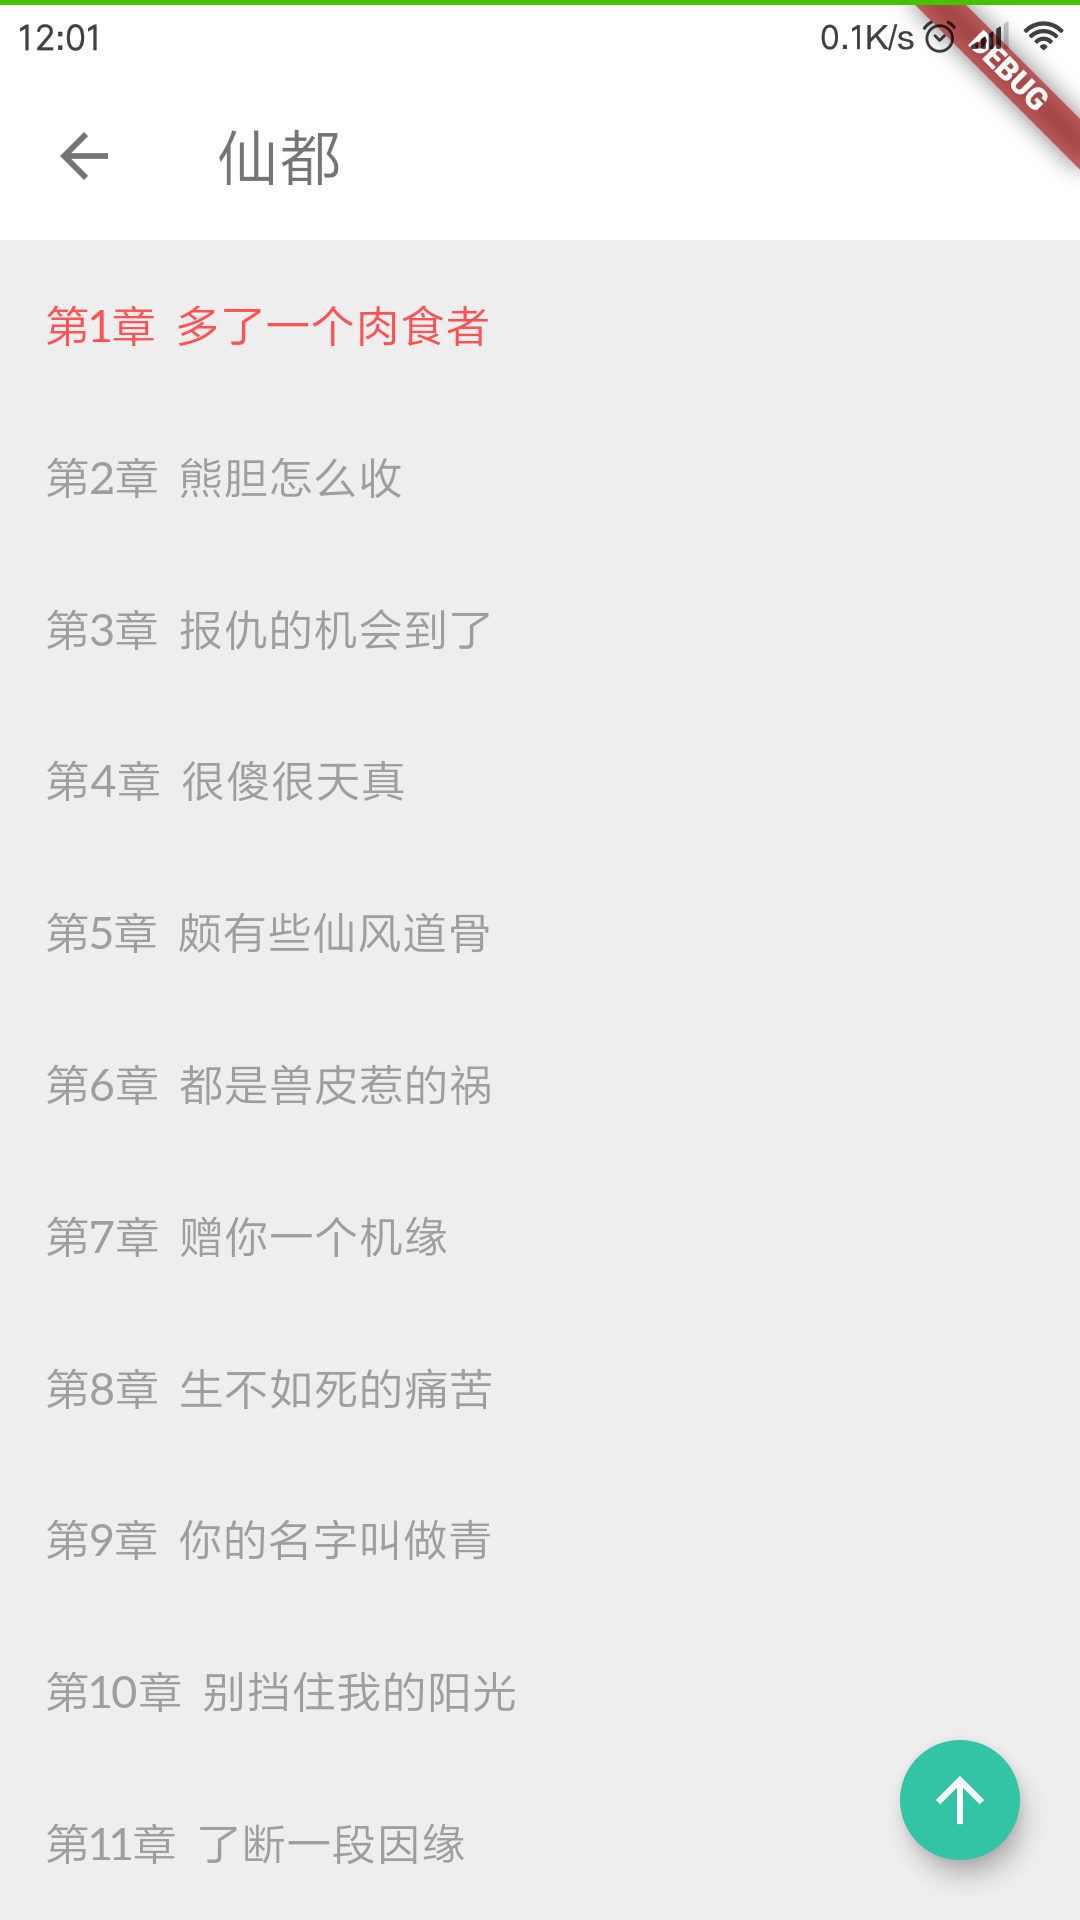 12:01 0.1K/s
DEBUG
仙都
第1章 多了一个肉食者
第2章 熊胆怎么收
第3章 报仇的机会到了
第4章 很傻很天真
第5章 颇有些仙风道骨
第6章 都是兽皮惹的祸
第7章 赠你一个机缘
第8章 生不如死的痛苦
第9章 你的名字叫做青
第10章 别挡住我的阳光
第11章 了断一段因缘